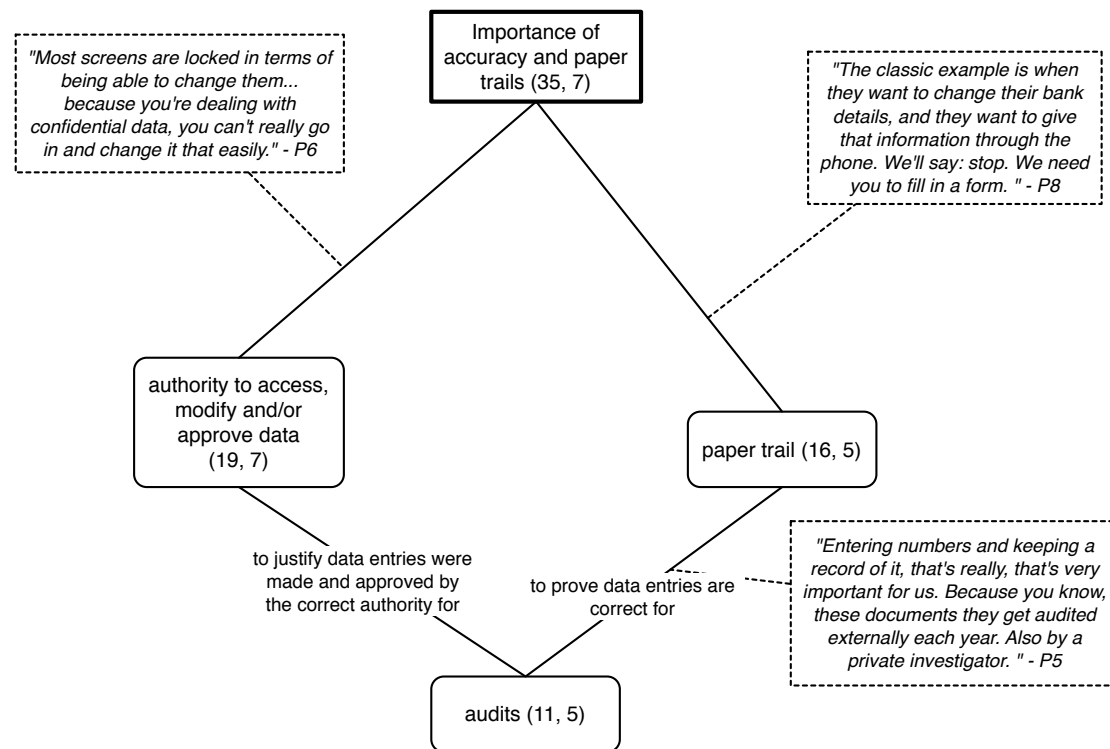 Importance of
accuracy and paper
trails (35, 7)
"Most screens are locked in terms of
being able to change them...
because you're dealing with
confidential data, you can't really go
in and change it that easily." - P6
"The classic example is when
they want to change their bank
details, and they want to give
that information through the
phone. We'll say: stop. We need
you to fill in a form. " - P8
authority to access,
modify and/or
approve data
(19, 7)
paper trail (16, 5)
to justify data entries were
made and approved by
the correct authority for
to prove data entries are
correct for
"Entering numbers and keeping a
record of it, that's really, that's very
important for us. Because you know,
these documents they get audited
externally each year. Also by a
private investigator. " - P5
audits (11, 5)